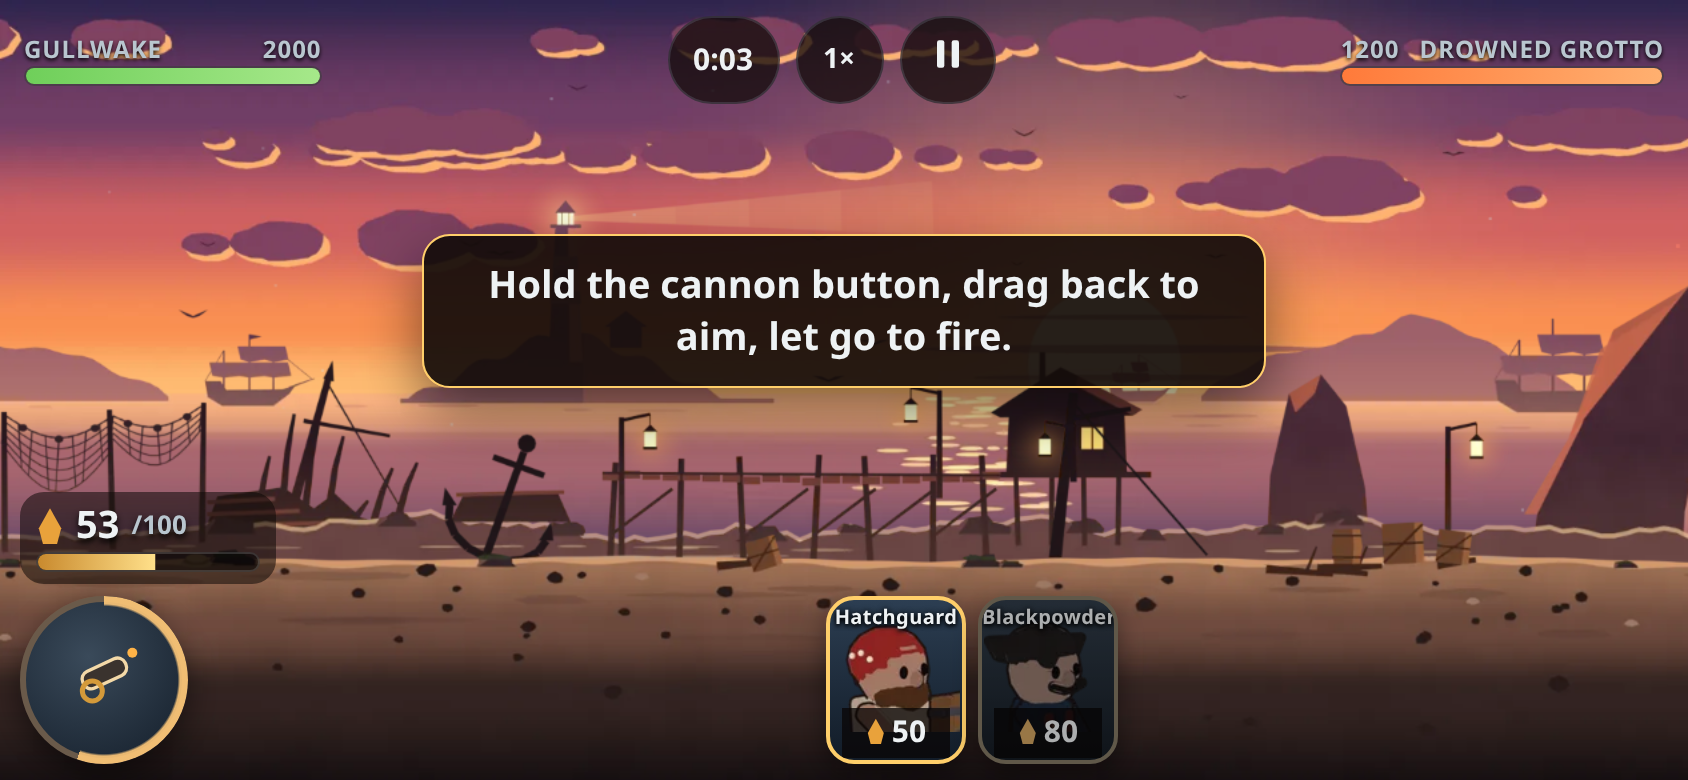 GULLWAKE 2000
0:03
1×
1200 DROWNED GROTTO
Hold the cannon button, drag back to
aim, let go to fire.
53 /100
Hatchguard
Blackpowder
50
80